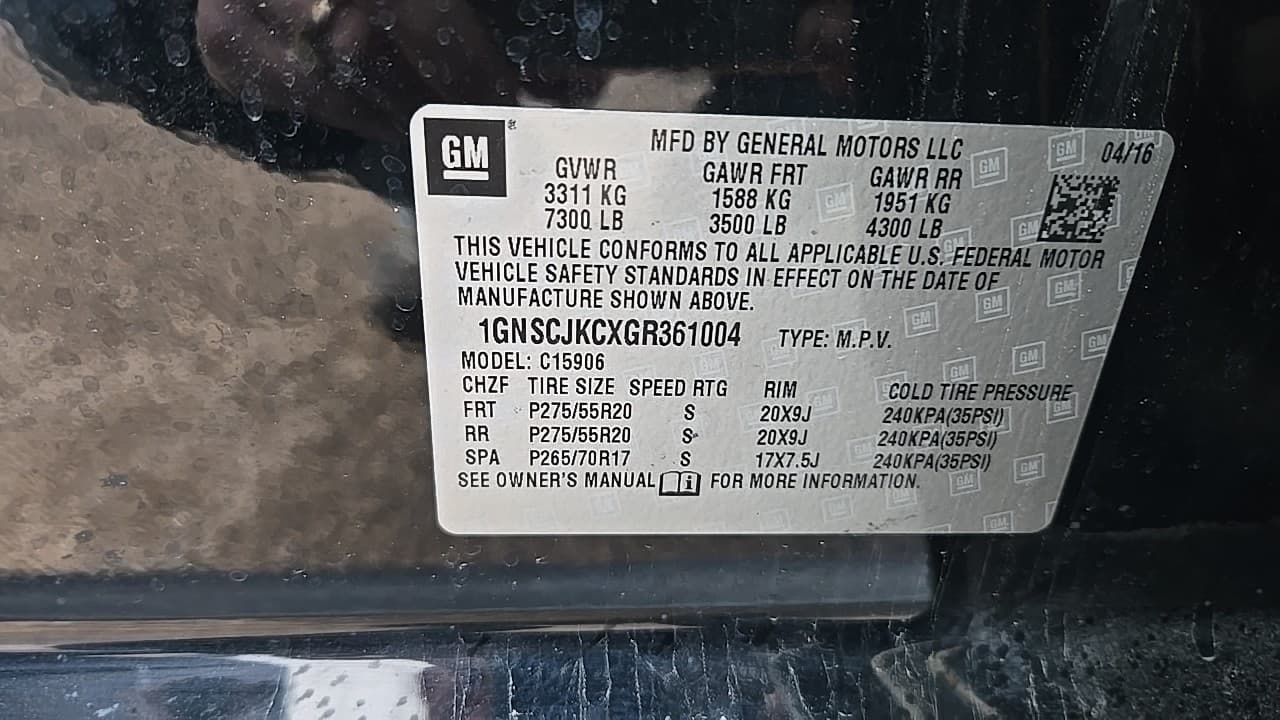 GM
MFD BY GENERAL MOTORS LLC 04/16
GVWR GAWR FRT GAWR RR
3311 KG 1588 KG 1951 KG
7300 LB 3500 LB 4300 LB
THIS VEHICLE CONFORMS TO ALL APPLICABLE U.S. FEDERAL MOTOR
VEHICLE SAFETY STANDARDS IN EFFECT ON THE DATE OF
MANUFACTURE SHOWN ABOVE.
1GNSCJKCXGR361004 TYPE: M.P.V.
MODEL: C15906
CHZF TIRE SIZE SPEED RTG RIM COLD TIRE PRESSURE
FRT P275/55R20 S 20X9J 240KPA(35PSI)
RR P275/55R20 S 20X9J 240KPA(35PSI)
SPA P265/70R17 S 17X7.5J 240KPA(35PSI)
SEE OWNER'S MANUAL i FOR MORE INFORMATION.